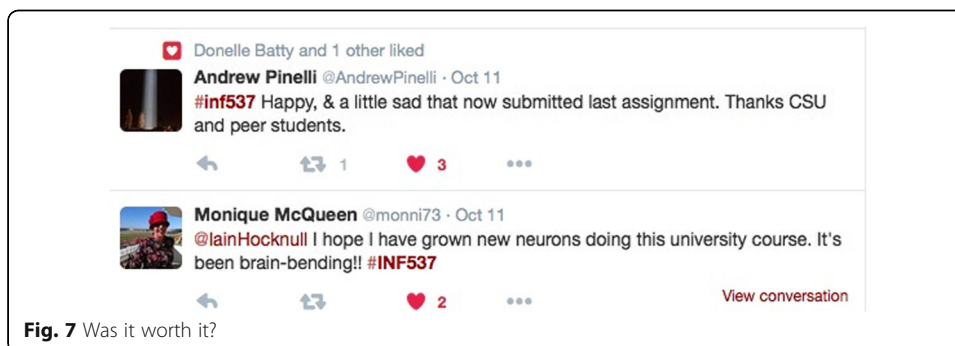 Donelle Batty and 1 other liked
Andrew Pinelli @AndrewPinelli · Oct 11
#inf537 Happy, & a little sad that now submitted last assignment. Thanks CSU
and peer students.
1 3
Monique McQueen @monni73 · Oct 11
@IainHocknull I hope I have grown new neurons doing this university course. It's
been brain-bending!! #INF537
2 View conversation
Fig. 7 Was it worth it?